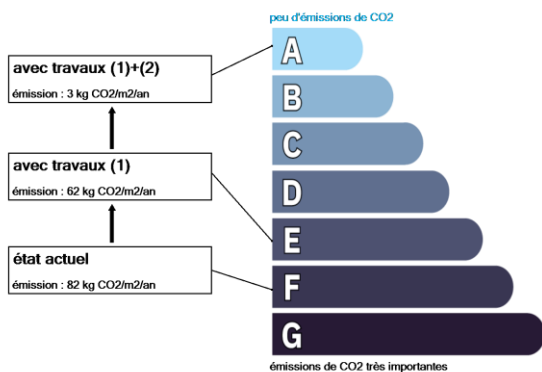 peu d'émissions de CO2
A
avec travaux (1)+(2)
émission : 3 kg CO2/m2/an
B
C
avec travaux (1)
émission : 62 kg CO2/m2/an
D
E
état actuel
émission : 82 kg CO2/m2/an
F
G
émissions de CO2 très importantes